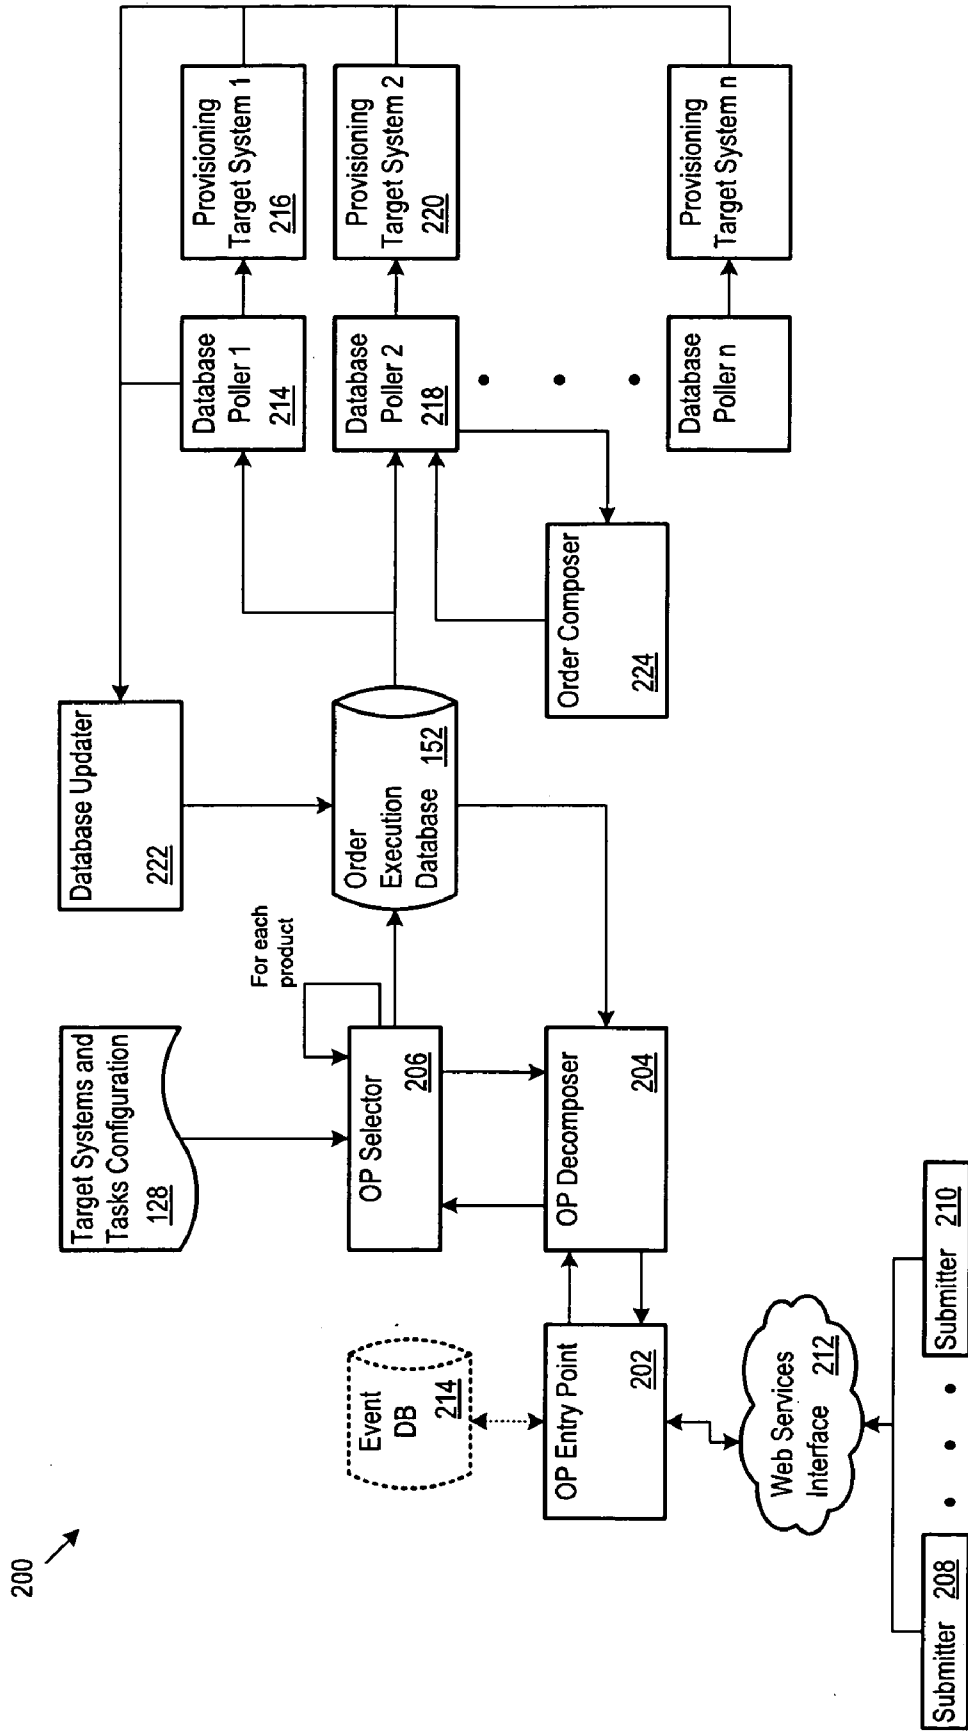 200
Target Systems and
Tasks Configuration
128
Database Updater
222
For each
product
Event
DB
214
OP Selector
206
Order
Execution
Database
152
Database
Poller 1
214
Provisioning
Target System 1
216
Database
Poller 2
218
Provisioning
Target System 2
220
OP Entry Point
202
OP Decomposer
204
Order Composer
224
Database
Poller n
Provisioning
Target System n
Web Services
Interface 212
Submitter 208
Submitter 210